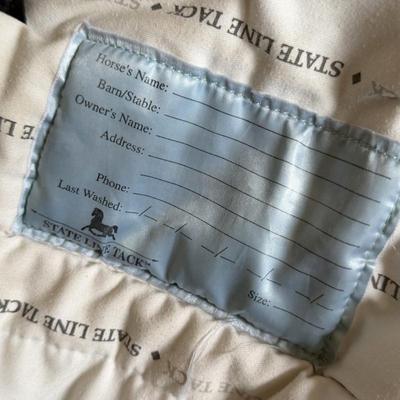 STATE LINE TACK ◆
Horse's Name:
Barn/Stable:
Owner's Name:
Address:
Phone:
Last Washed: _/_ _/_ _/_ _/_ _/_
Size:
STATE LINE TACK™
STATE LINE TACK ◆
STATE LINE TACK ◆